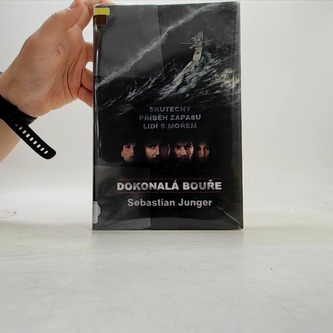 SKUTEČNÝ
PŘÍBĚH ZÁPASU
LIDÍ S MOŘEM
DOKONALÁ BOUŘE
Sebastian Junger